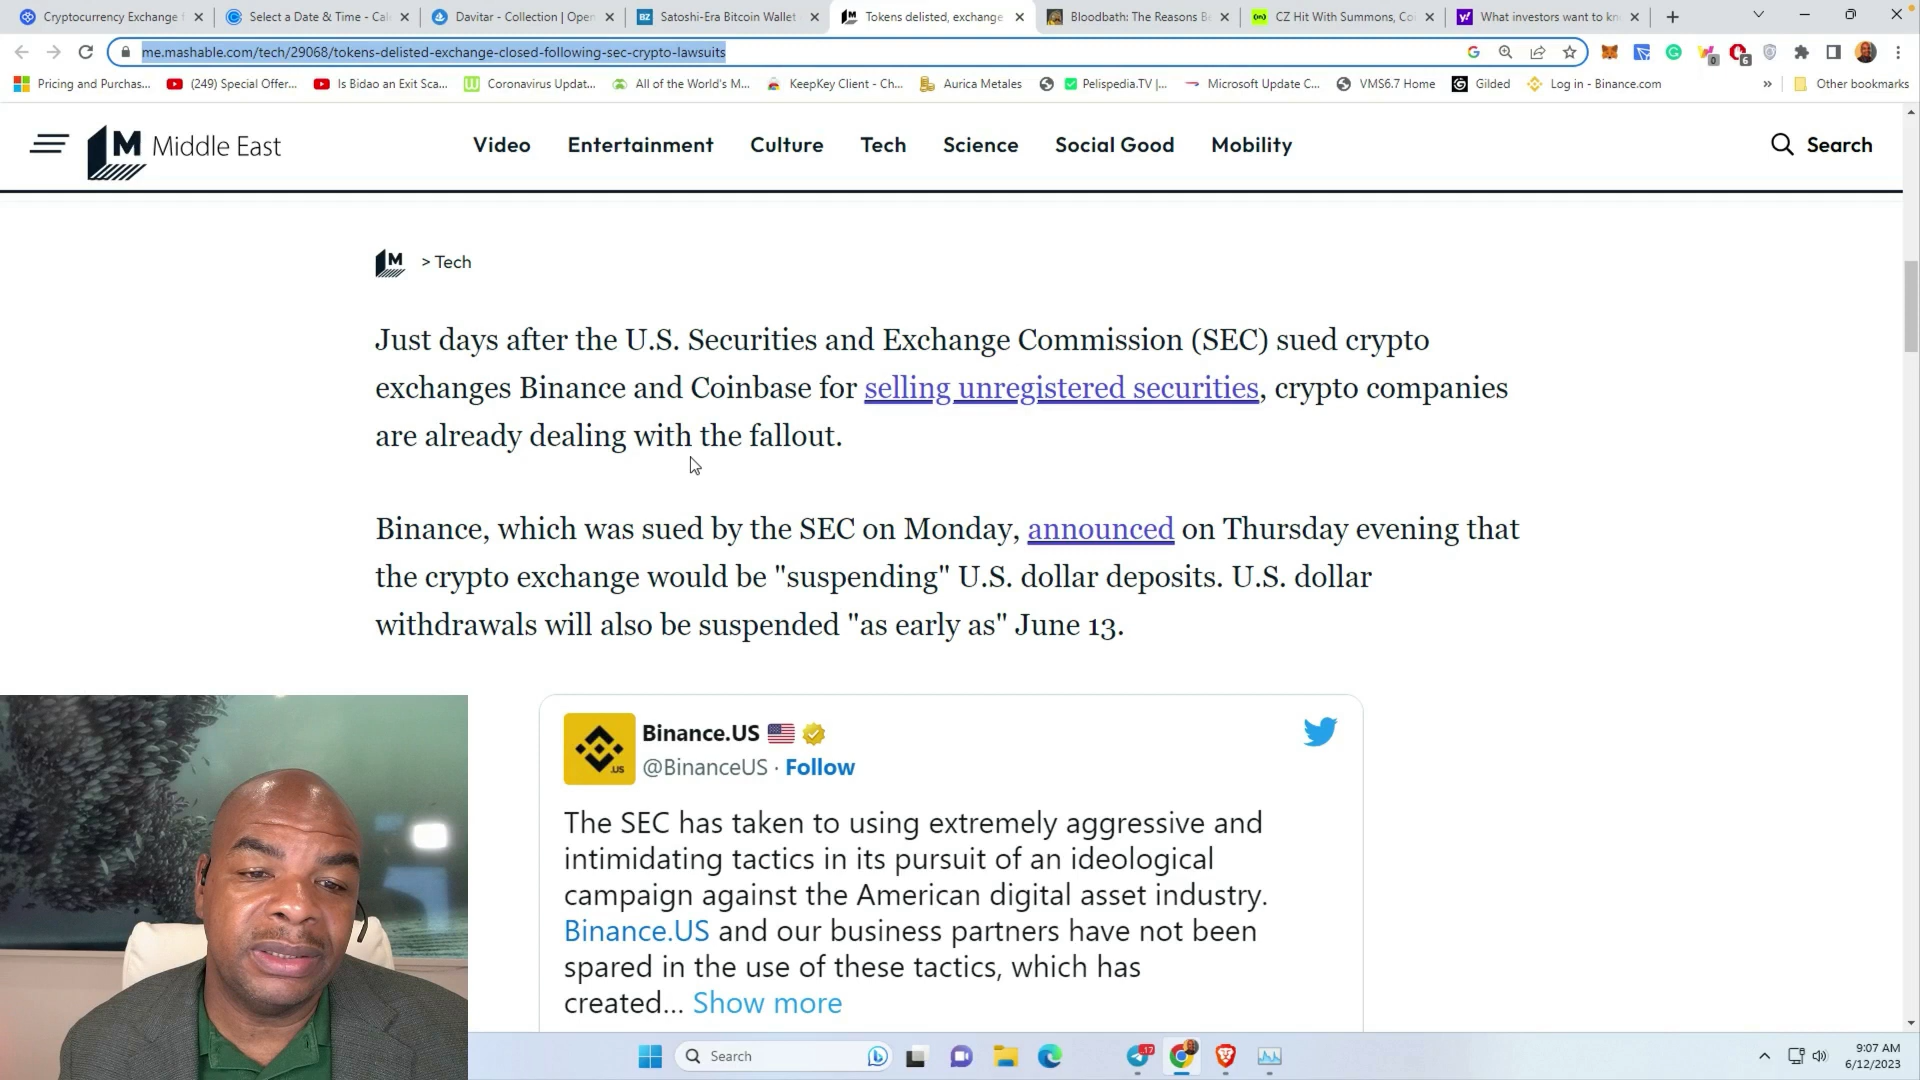 Cryptocurrency Exchange
Select a Date & Time - Cal
Davitar - Collection | Open
Satoshi-Era Bitcoin Wallet
Tokens delisted, exchange
Bloodbath: The Reasons B
CZ Hit With Summons, Co
What investors want to kn
me.mashable.com/tech/29068/tokens-delisted-exchange-closed-following-sec-crypto-lawsuits
Pricing and Purchas...
(249) Special Offer...
Is Bidao an Exit Sca...
Coronavirus Updat...
All of the World's M...
KeepKey Client - Ch...
Aurica Metales
Pelispedia.TV |...
Microsoft Update C...
VMS6.7 Home
Gilded
Log in - Binance.com
Other bookmarks
M Middle East
Video
Entertainment
Culture
Tech
Science
Social Good
Mobility
Search
M > Tech
Just days after the U.S. Securities and Exchange Commission (SEC) sued crypto
exchanges Binance and Coinbase for selling unregistered securities, crypto companies
are already dealing with the fallout.
Binance, which was sued by the SEC on Monday, announced on Thursday evening that
the crypto exchange would be "suspending" U.S. dollar deposits. U.S. dollar
withdrawals will also be suspended "as early as" June 13.
Binance.US
@BinanceUS · Follow
The SEC has taken to using extremely aggressive and
intimidating tactics in its pursuit of an ideological
campaign against the American digital asset industry.
Binance.US and our business partners have not been
spared in the use of these tactics, which has
created... Show more
Search
17
9:07 AM
6/12/2023